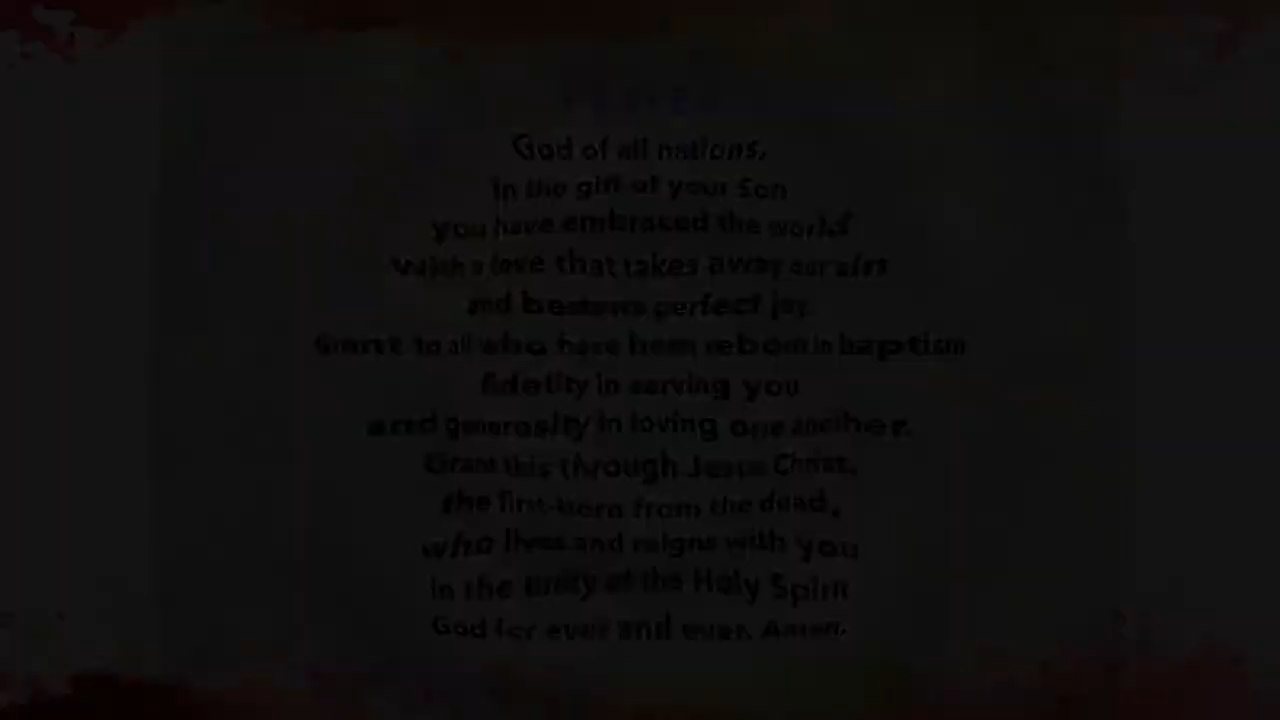 God of all nations,
in the gift of your Son
you have embraced the world
With a love that takes away our sins
and bestows perfect joy.
Grant to all who have been reborn in baptism
fidelity in serving you
and generosity in loving one another.
Grant this through Jesus Christ,
the first-born from the dead,
who lives and reigns with you
in the unity of the Holy Spirit
God for ever and ever. Amen.